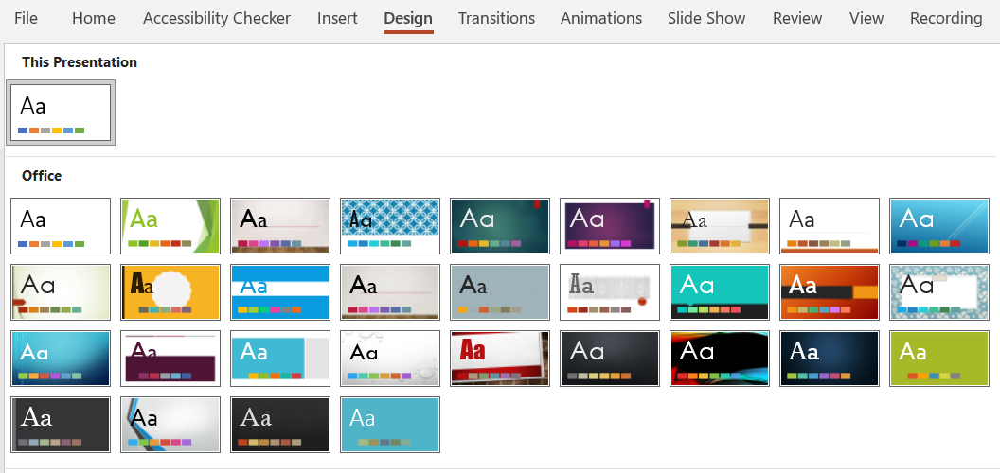 File Home Accessibility Checker Insert Design Transitions Animations Slide Show Review View Recording
This Presentation
Aa
Office
Aa Aa Aa Aa Aa Aa Aa Aa Aa
Aa Aa Aa Aa Aa Aa Aa Aa Aa
Aa Aa Aa Aa Aa Aa Aa Aa Aa
Aa Aa Aa Aa